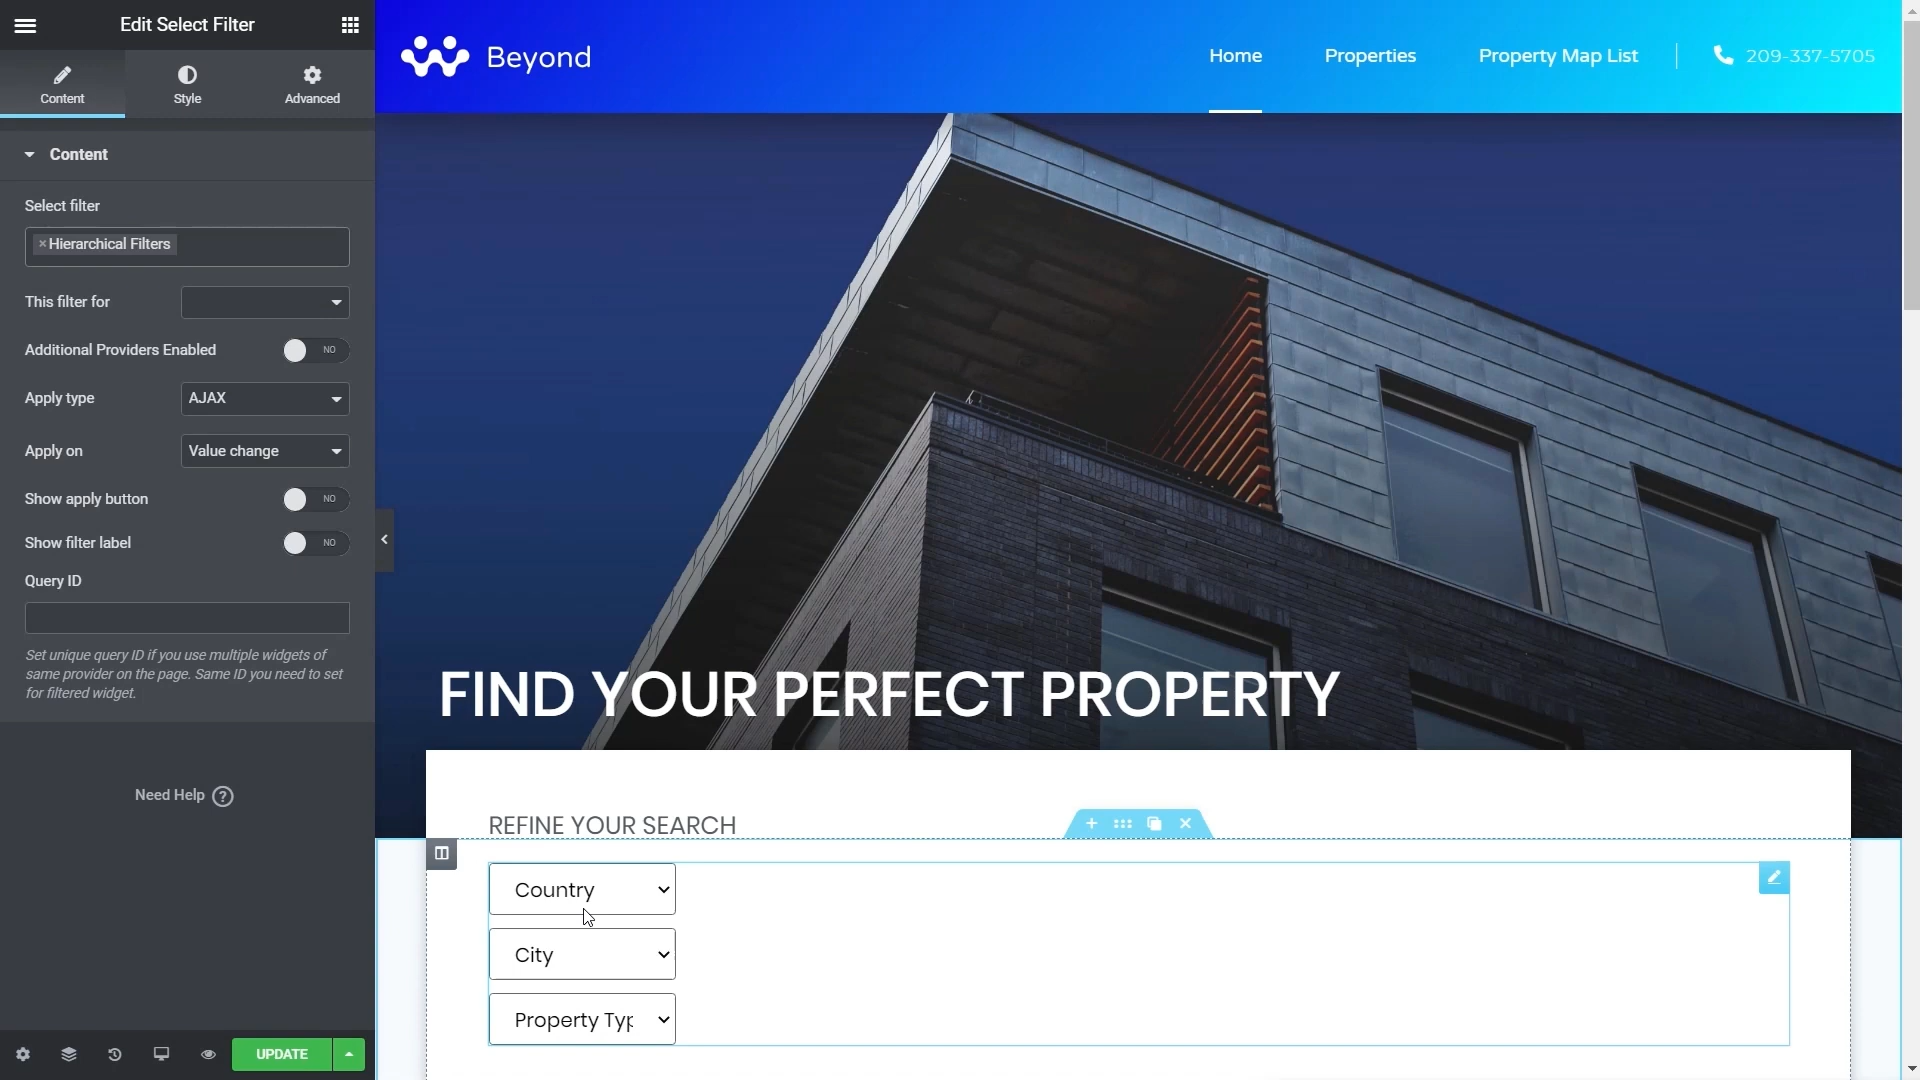 Edit Select Filter
Content
Style
Advanced
Content
Select filter
×Hierarchical Filters
This filter for
Additional Providers Enabled
NO
Apply type
AJAX
Apply on
Value change
Show apply button
NO
Show filter label
NO
Query ID
Set unique query ID if you use multiple widgets of
same provider on the page. Same ID you need to set
for filtered widget.
Need Help ?
UPDATE
Beyond
Home
Properties
Property Map List
209-337-5705
FIND YOUR PERFECT PROPERTY
REFINE YOUR SEARCH
Country
City
Property Typ